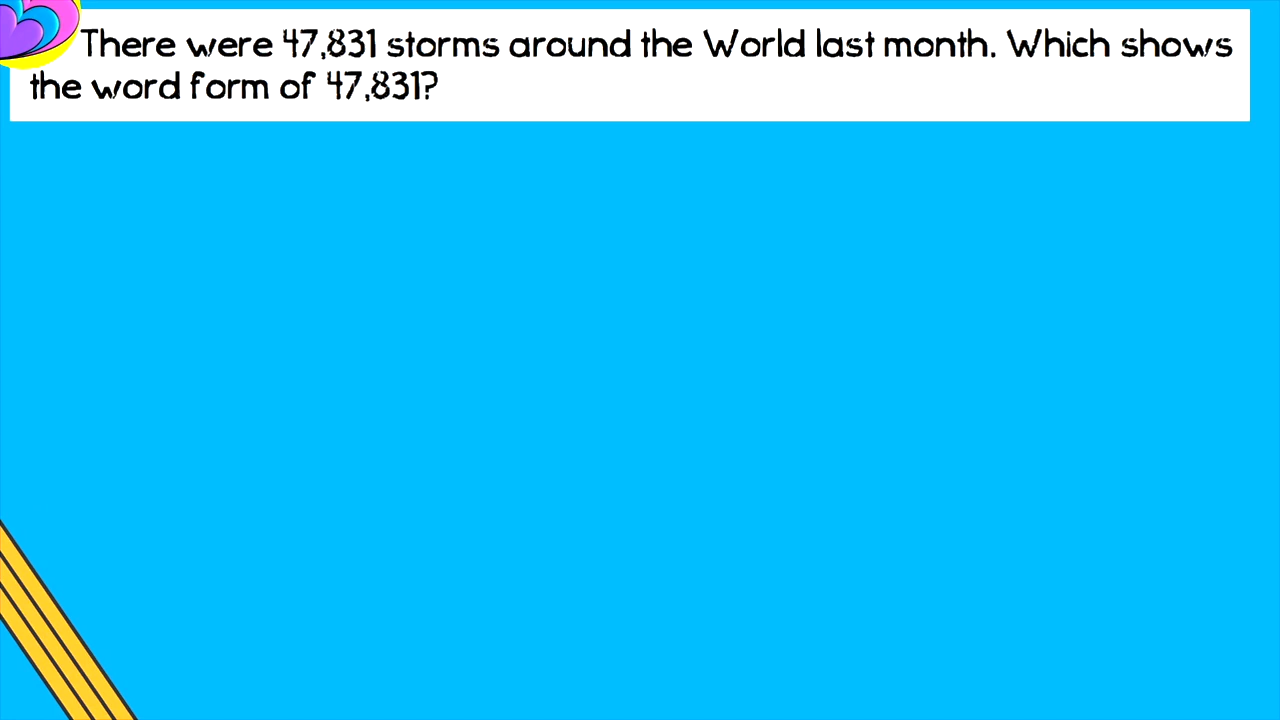 There were 47,831 storms around the World last month. Which shows
the word form of 47,831?